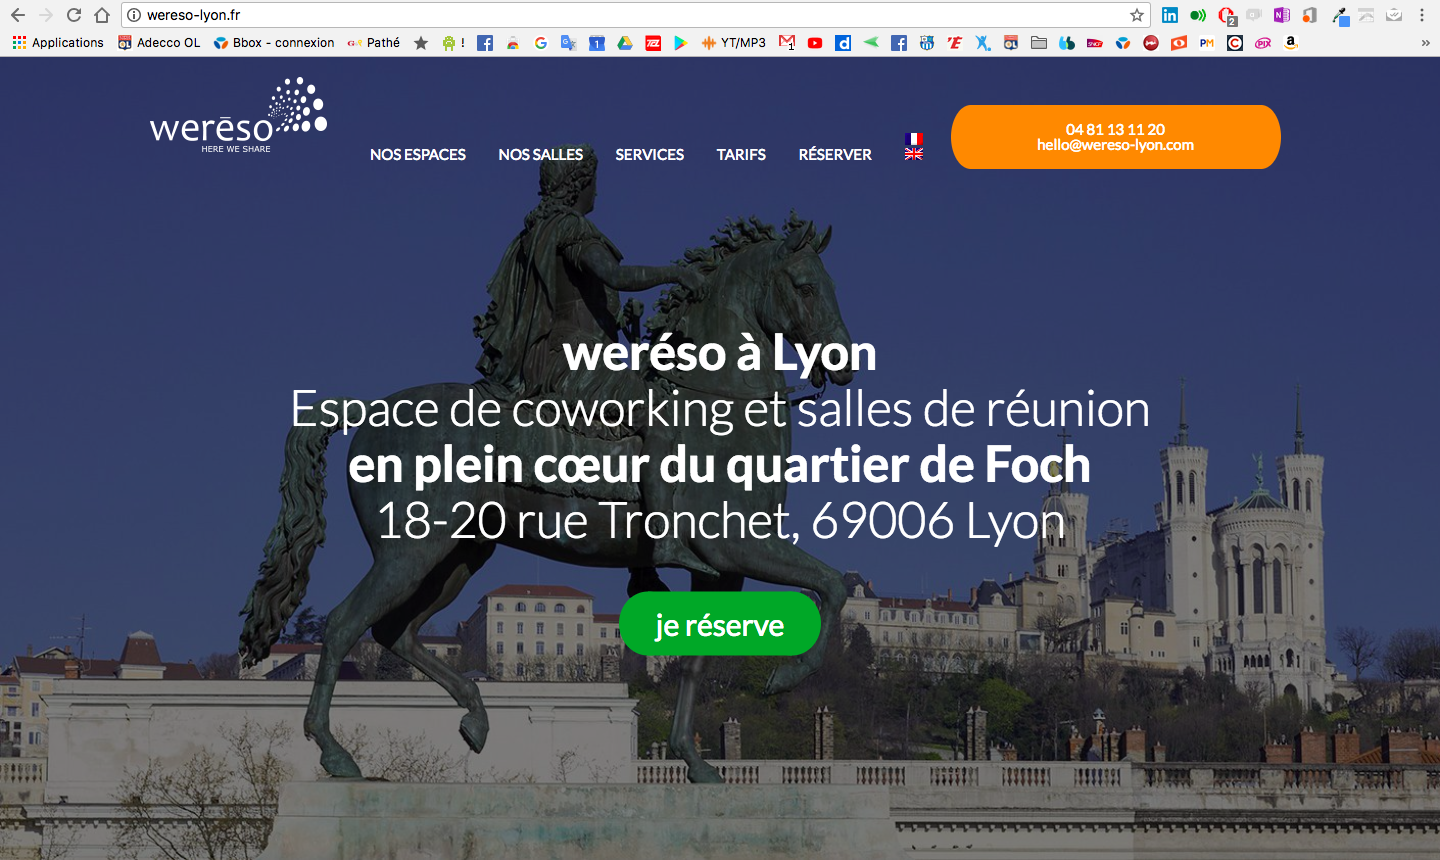 wereso-lyon.fr
Applications
Adecco OL
Bbox - connexion
Pathé
!
YT/MP3
werēso
HERE WE SHARE
NOS ESPACES
NOS SALLES
SERVICES
TARIFS
RÉSERVER
04 81 13 11 20
hello@wereso-lyon.com
weréso à Lyon
Espace de coworking et salles de réunion
en plein cœur du quartier de Foch
18-20 rue Tronchet, 69006 Lyon
je réserve